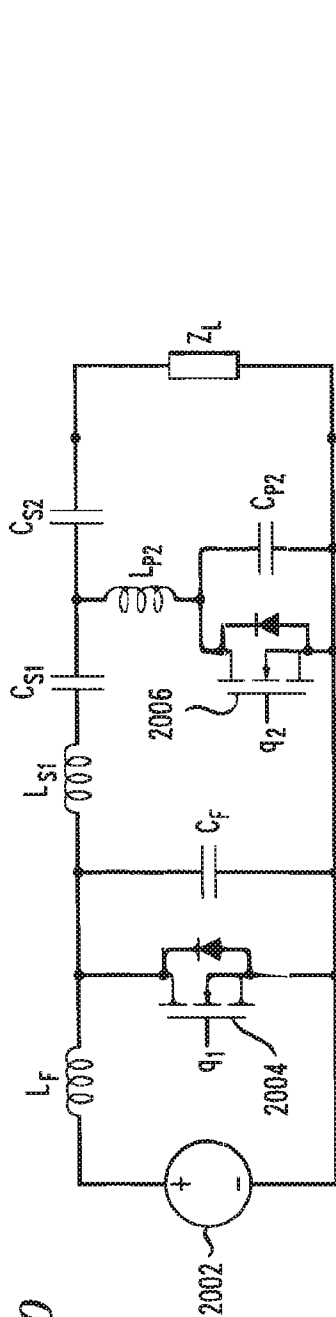 L_F
L_S1
C_S1
C_S2
L_P2
Z_L
C_F
C_P2
q_1
q_2
2002
2004
2006
+
−